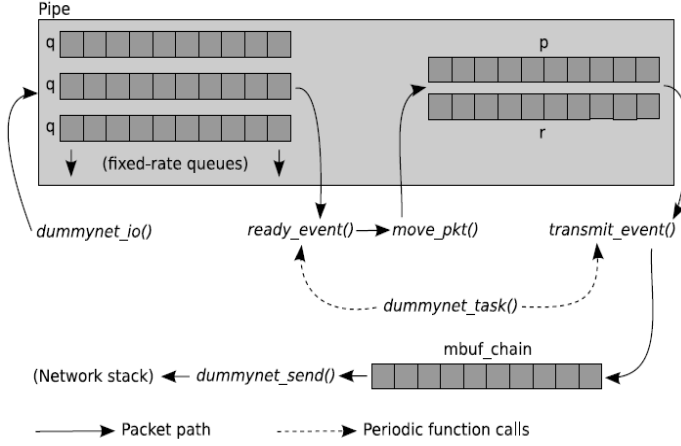 Pipe
q
p
q
r
q
(fixed-rate queues)
dummynet_io()
ready_event()
move_pkt()
transmit_event()
dummynet_task()
mbuf_chain
(Network stack)
dummynet_send()
Packet path
Periodic function calls